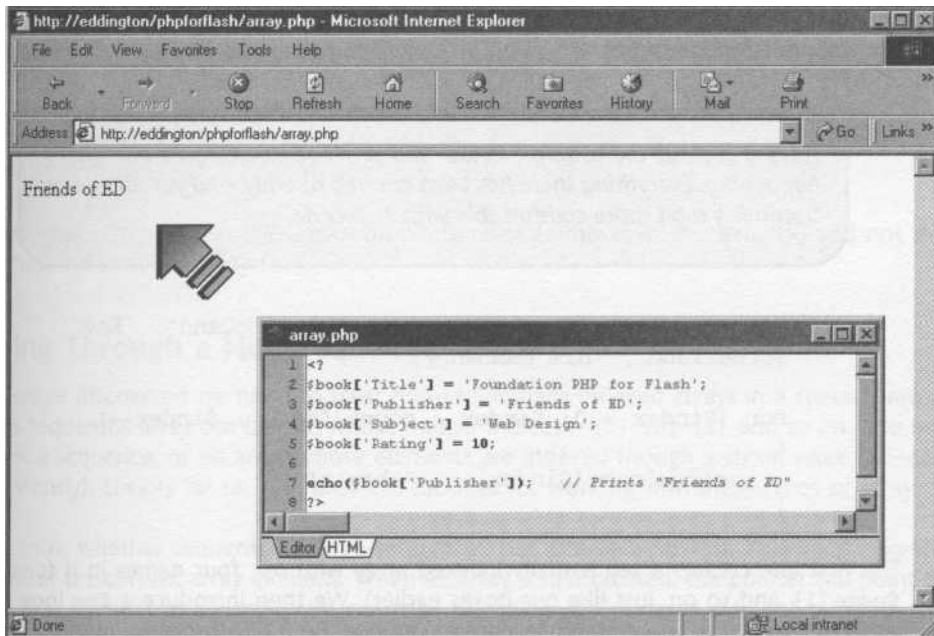 http://eddington/phpforflash/array.php - Microsoft Internet Explorer
File Edit View Favorites Tools Help
Back Forward Stop Refresh Home Search Favorites History Mail Print
Address http://eddington/phpforflash/array.php Go Links
Friends of ED
array.php
1 <?
2 $book['Title'] = 'Foundation PHP for Flash';
3 $book['Publisher'] = 'Friends of ED';
4 $book['Subject'] = 'Web Design';
5 $book['Rating'] = 10;
6
7 echo($book['Publisher']); // Prints "Friends of ED"
8 ?>
Editor HTML
Done Local intranet